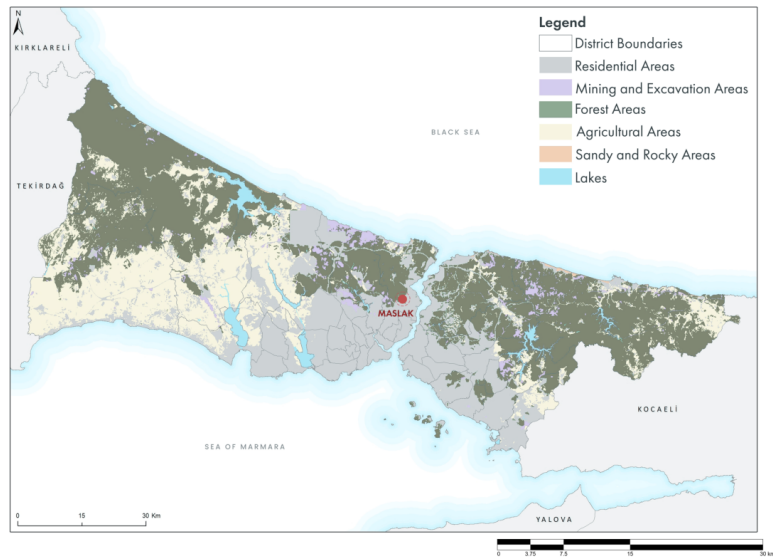 N
KIRKLARELİ
Legend
District Boundaries
Residential Areas
Mining and Excavation Areas
Forest Areas
Agricultural Areas
Sandy and Rocky Areas
Lakes
BLACK SEA
TEKİRDAĞ
MASLAK
KOCAELİ
SEA OF MARMARA
0 15 30 Km
YALOVA
0 3.75 7.5 15 30 km